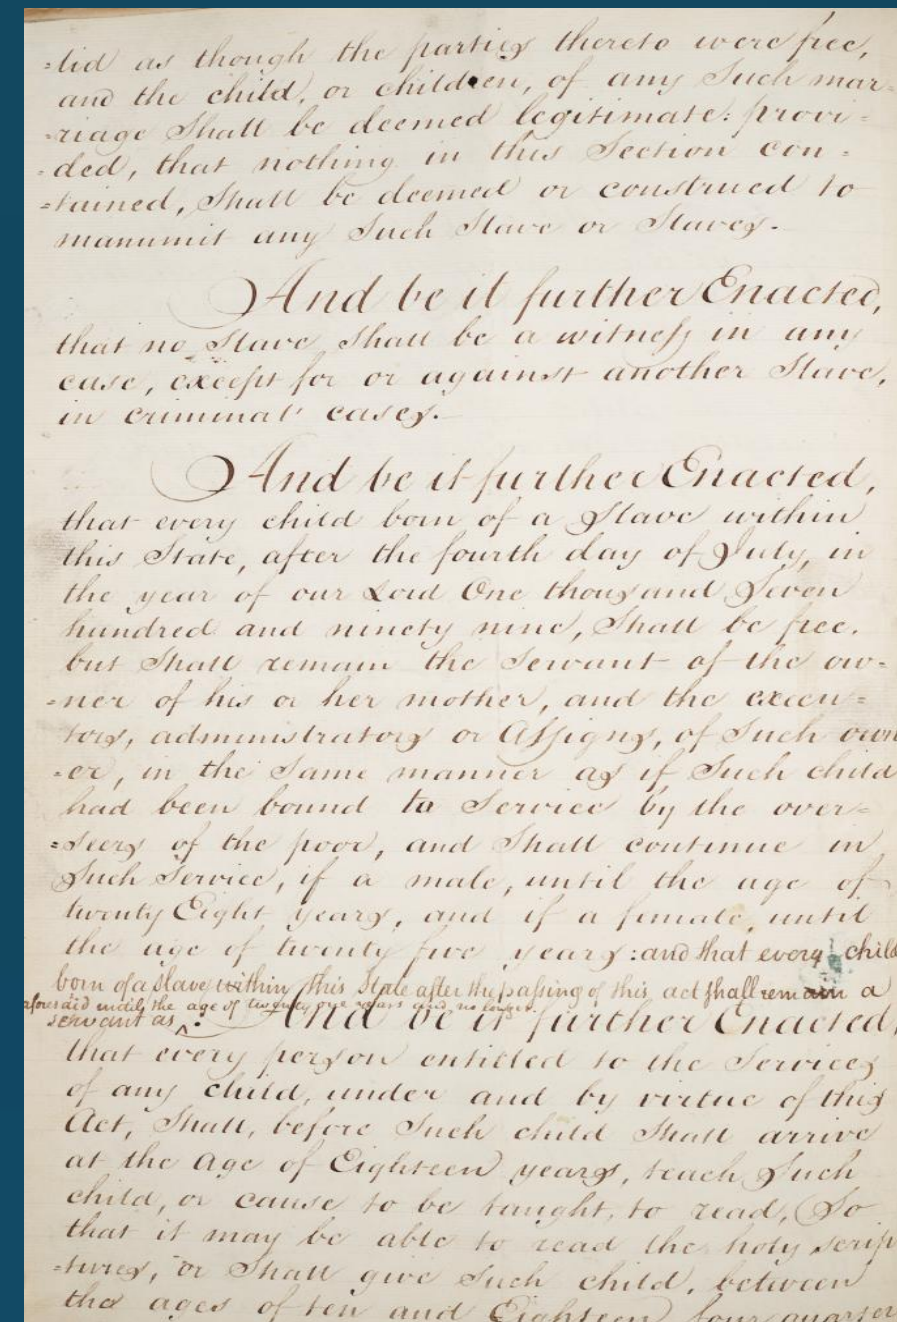 =lid as though the parties thereto were free,
and the child, or children, of any Such mar-
=riage Shall be deemed legitimate: provi=
=ded, that nothing in this Section con=
=tained, Shall be deemed or construed to
manumit any Such Slave or Slaves.
And be it further Enacted,
that no Slave Shall be a witness in any
case, except for or against another Slave,
in criminal cases.
And be it further Enacted,
that every child born of a Slave within
this State, after the fourth day of July, in
the year of our Lord One thousand Seven
hundred and ninety nine, Shall be free.
but Shall remain the Servant of the ow=
=ner of his or her mother, and the execu=
tors, administrators or Assigns, of Such own
=er, in the Same manner as if Such child
had been bound to Service by the over=
=seers of the poor, and Shall continue in
Such Service, if a male, until the age of
twenty Eight years, and if a female, until
the age of twenty five years: and that every child
born of a Slave within this State after the passing of this act shall remain a
aforesaid untill the age of twenty one years and no longer.
servant as And be it further Enacted,
that every person entitled to the Services
of any child, under and by virtue of this
Act, Shall, before Such child Shall arrive
at the Age of Eighteen years, teach Such
child, or cause to be taught, to read, So
that it may be able to read the holy scrip
=tures, or Shall give Such child, between
the ages of ten and Eighteen four quarter